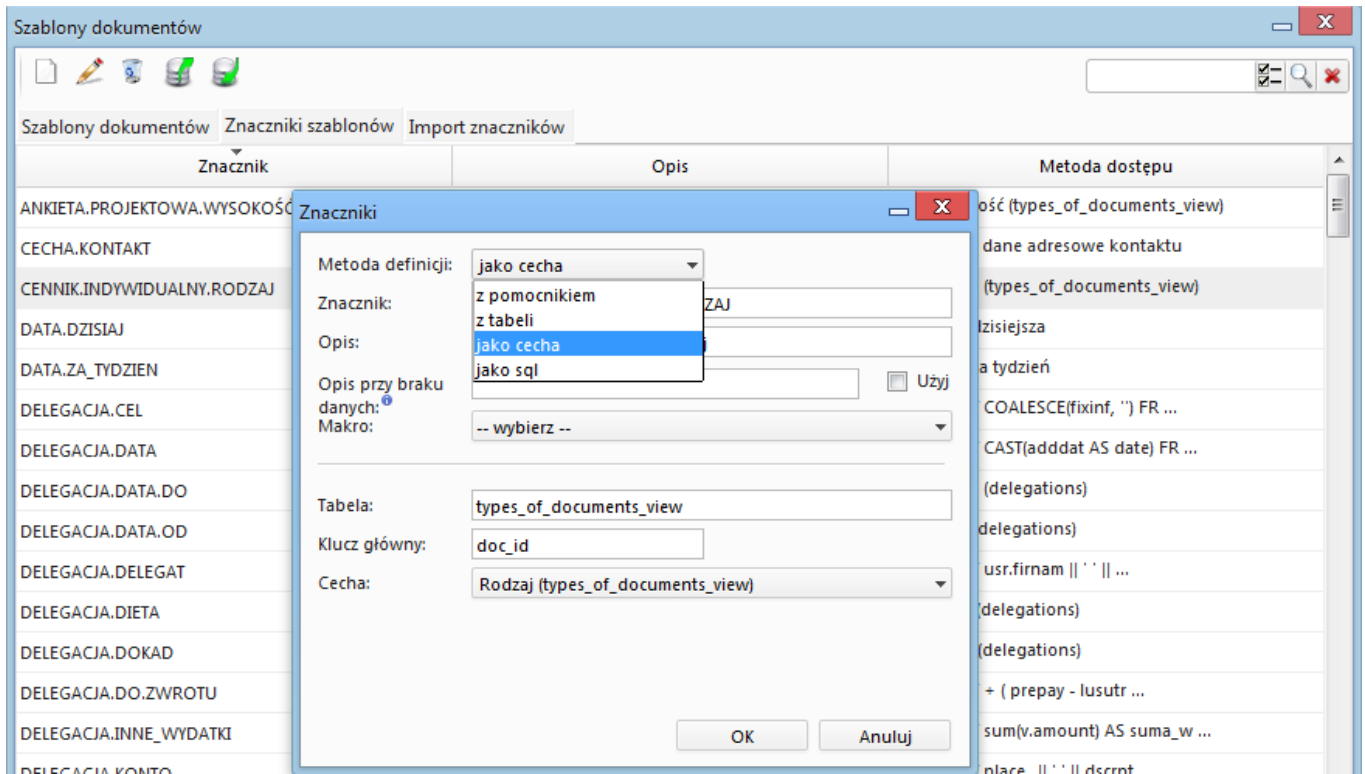 Szablony dokumentów
Szablony dokumentów Znaczniki szablonów Import znaczników
Znacznik Opis Metoda dostępu
ANKIETA.PROJEKTOWA.WYSOKOŚĆ ość (types_of_documents_view)
CECHA.KONTAKT dane adresowe kontaktu
CENNIK.INDYWIDUALNY.RODZAJ (types_of_documents_view)
DATA.DZISIAJ dzisiejsza
DATA.ZA_TYDZIEN a tydzień
DELEGACJA.CEL COALESCE(fixinf, '') FR ...
DELEGACJA.DATA CAST(adddat AS date) FR ...
DELEGACJA.DATA.DO (delegations)
DELEGACJA.DATA.OD (delegations)
DELEGACJA.DELEGAT usr.firnam || ' ' || ...
DELEGACJA.DIETA (delegations)
DELEGACJA.DOKAD (delegations)
DELEGACJA.DO.ZWROTU + ( prepay - lusutr ...
DELEGACJA.INNE_WYDATKI sum(v.amount) AS suma_w ...
DELEGACJA.KONTO place_ || ' ' || dscrpt
Znaczniki
Metoda definicji: jako cecha
z pomocnikiem
z tabeli
jako cecha
jako sql
Znacznik: ZAJ
Opis:
Opis przy braku danych: Użyj
Makro: -- wybierz --
Tabela: types_of_documents_view
Klucz główny: doc_id
Cecha: Rodzaj (types_of_documents_view)
OK Anuluj